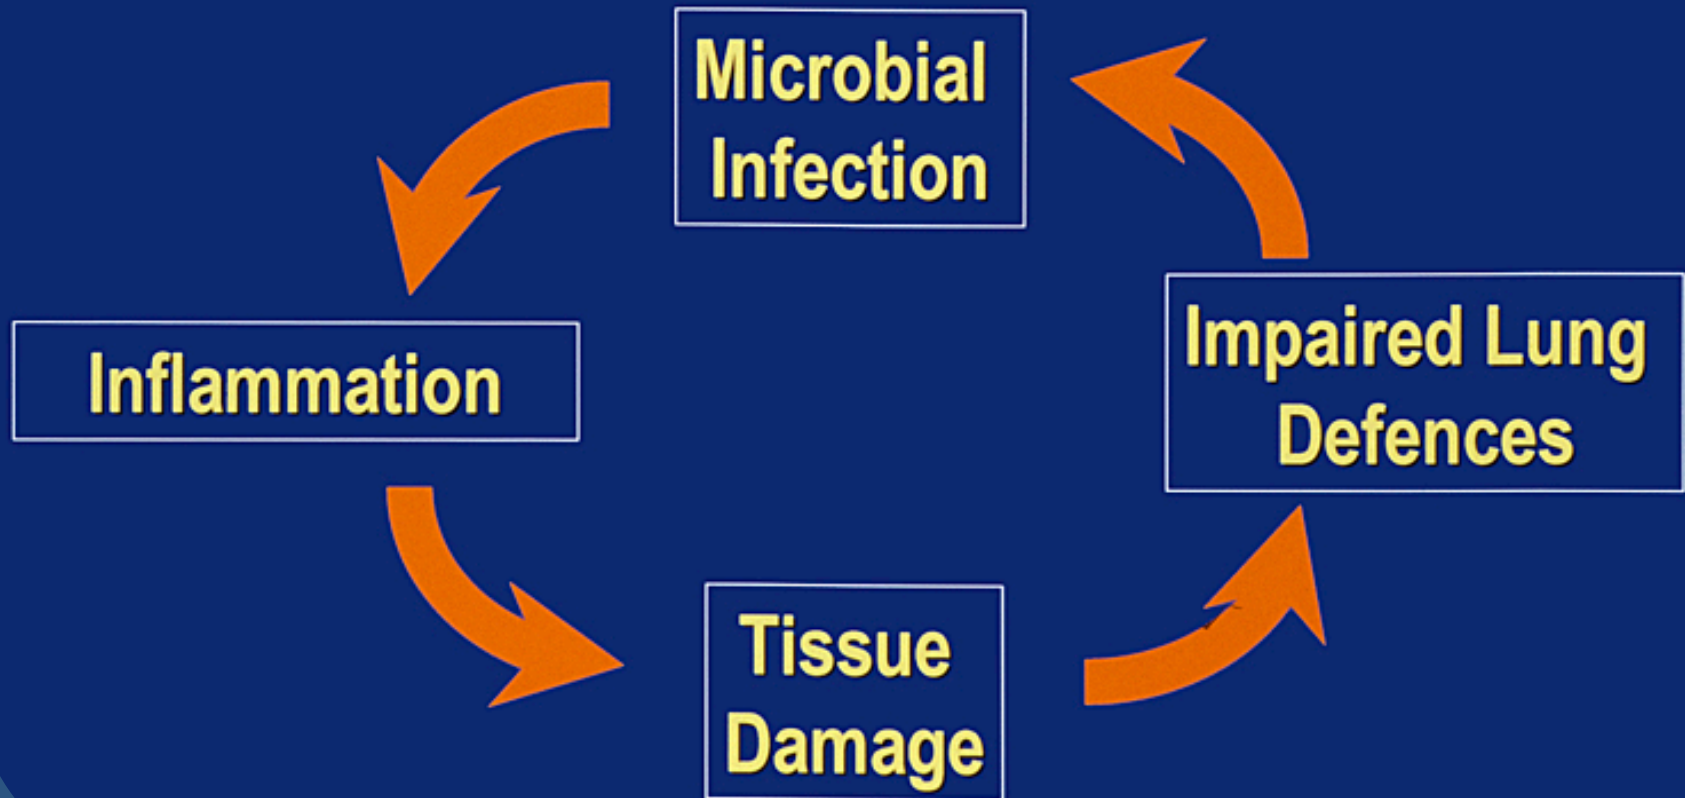 Microbial
Infection
Inflammation
Impaired Lung
Defences
Tissue
Damage